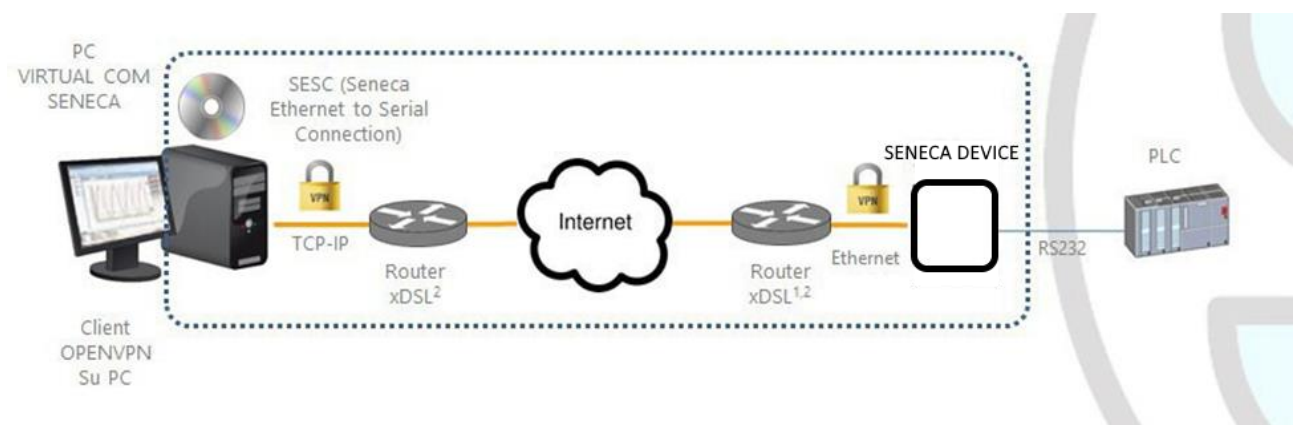 PC
VIRTUAL COM
SENECA
SESC (Seneca
Ethernet to Serial
Connection)
VPN
TCP-IP
Router
xDSL²
Internet
Router
xDSL¹,²
VPN
Ethernet
SENECA DEVICE
RS232
PLC
Client
OPENVPN
Su PC